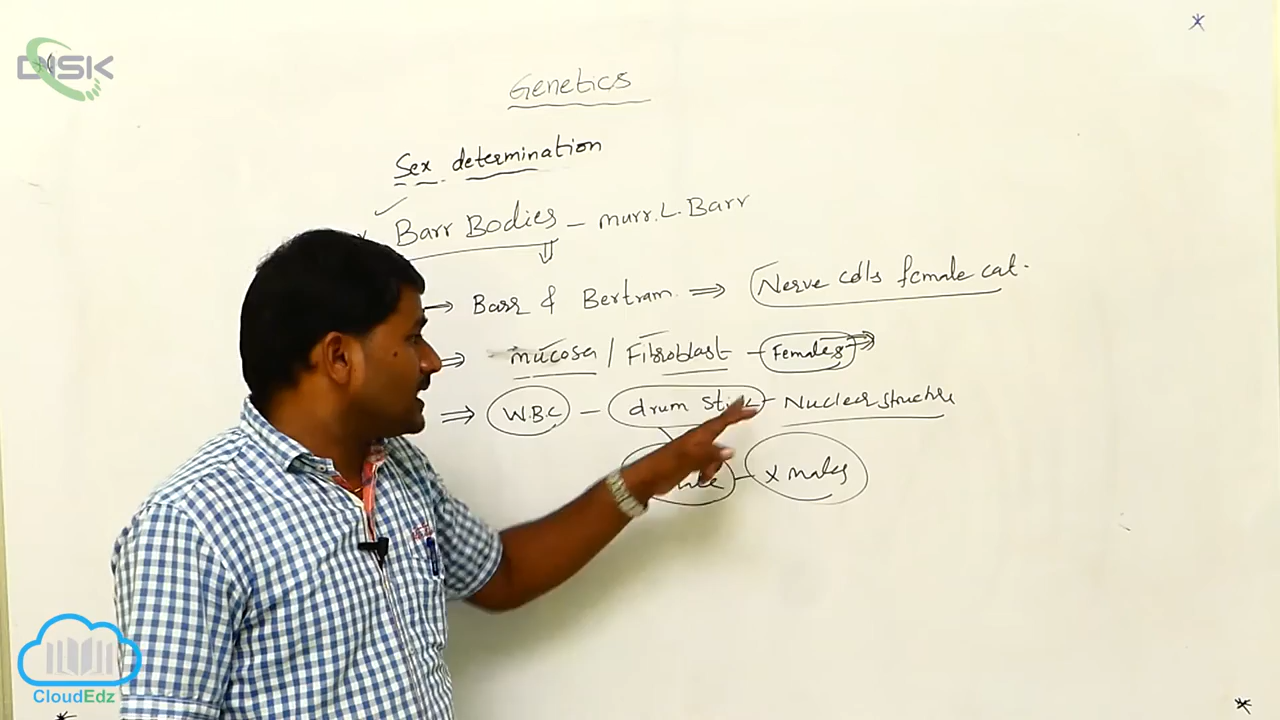 DNSK
Genetics
Sex determination
✓
Barr Bodies - murr. L. Barr
⇓
→ Barr & Bertram. ⇒ Nerve cells female cat.
⇒ mucosa / Fibroblast - Females ⇒
⇒ W.B.C - drum stick - Nuclear structure
- x males
CloudEdz